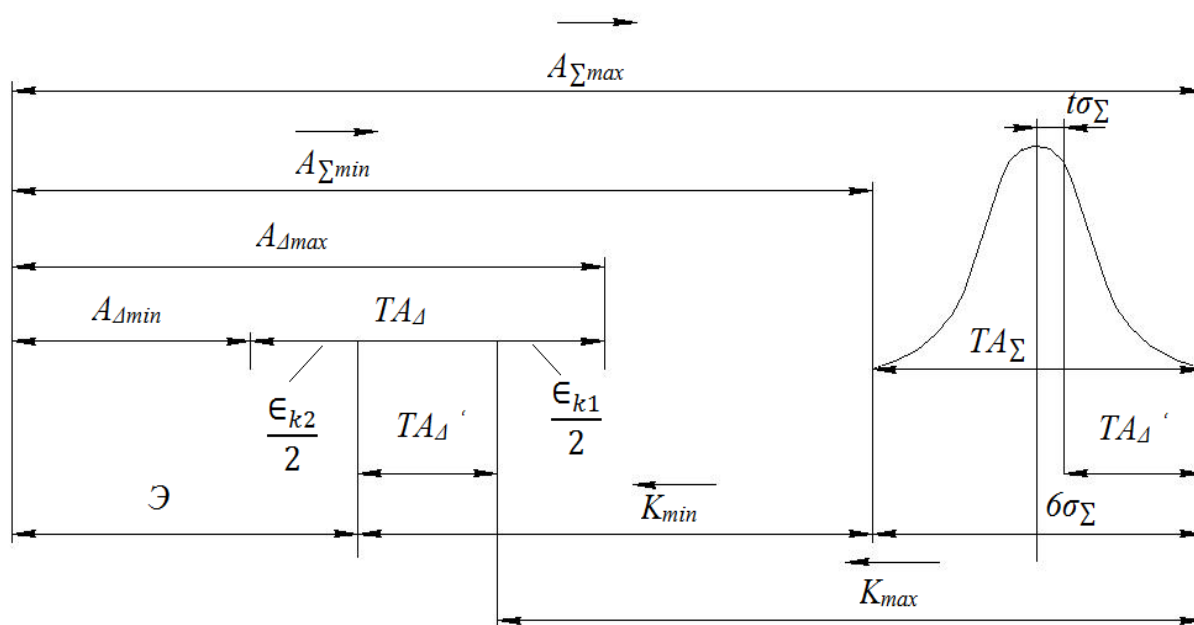 A∑max
tσ∑
A∑min
AΔmax
AΔmin
TAΔ
TA∑
∈k2/2
TAΔ ‘
∈k1/2
TAΔ ‘
Э
Kmin
6σ∑
Kmax